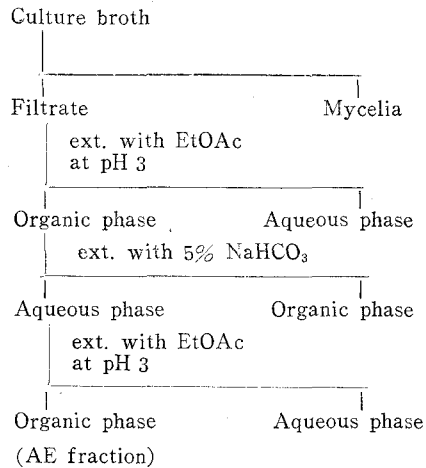 Culture broth
Filtrate Mycelia
ext. with EtOAc
at pH 3
Organic phase Aqueous phase
ext. with 5% NaHCO₃
Aqueous phase Organic phase
ext. with EtOAc
at pH 3
Organic phase Aqueous phase
(AE fraction)